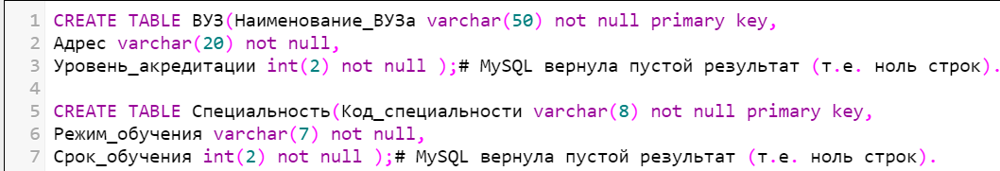 1 CREATE TABLE ВУЗ(Наименование_ВУЗа varchar(50) not null primary key,
2 Адрес varchar(20) not null,
3 Уровень_акредитации int(2) not null );# MySQL вернула пустой результат (т.е. ноль строк).
4
5 CREATE TABLE Специальность(Код_специальности varchar(8) not null primary key,
6 Режим_обучения varchar(7) not null,
7 Срок_обучения int(2) not null );# MySQL вернула пустой результат (т.е. ноль строк).